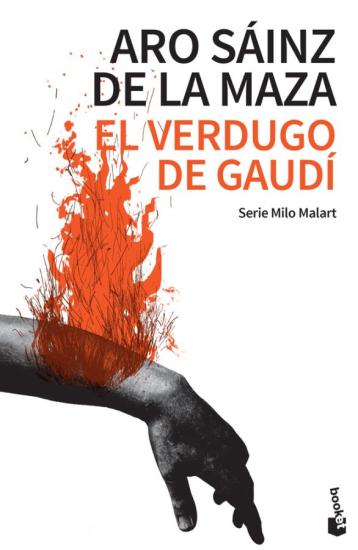 ARO SÁINZ
DE LA MAZA
EL VERDUGO
DE GAUDÍ
Serie Milo Malart
booket